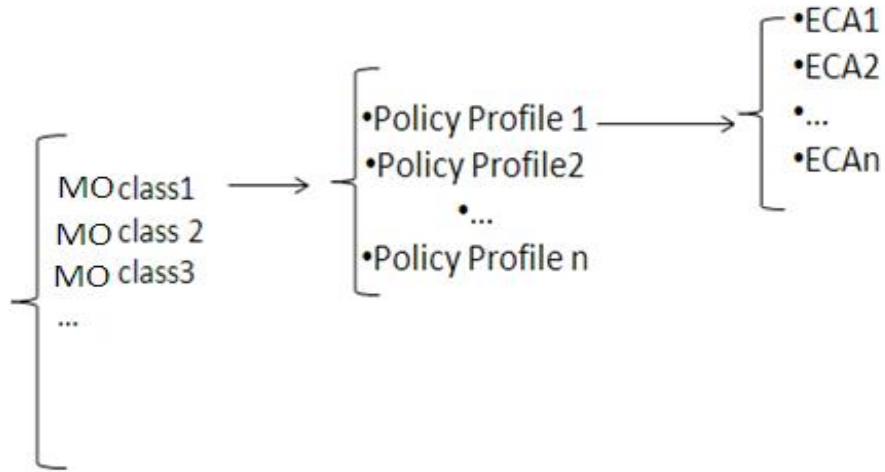 MO class1
MO class 2
MO class3
...
•Policy Profile 1
•Policy Profile2
•...
•Policy Profile n
•ECA1
•ECA2
•...
•ECAn